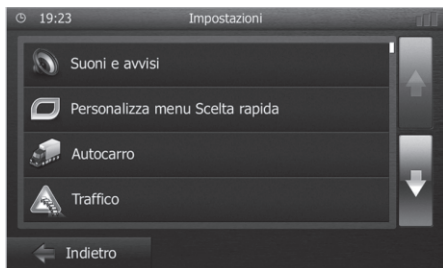 19:23 Impostazioni
Suoni e avvisi
Personalizza menu Scelta rapida
Autocarro
Traffico
Indietro